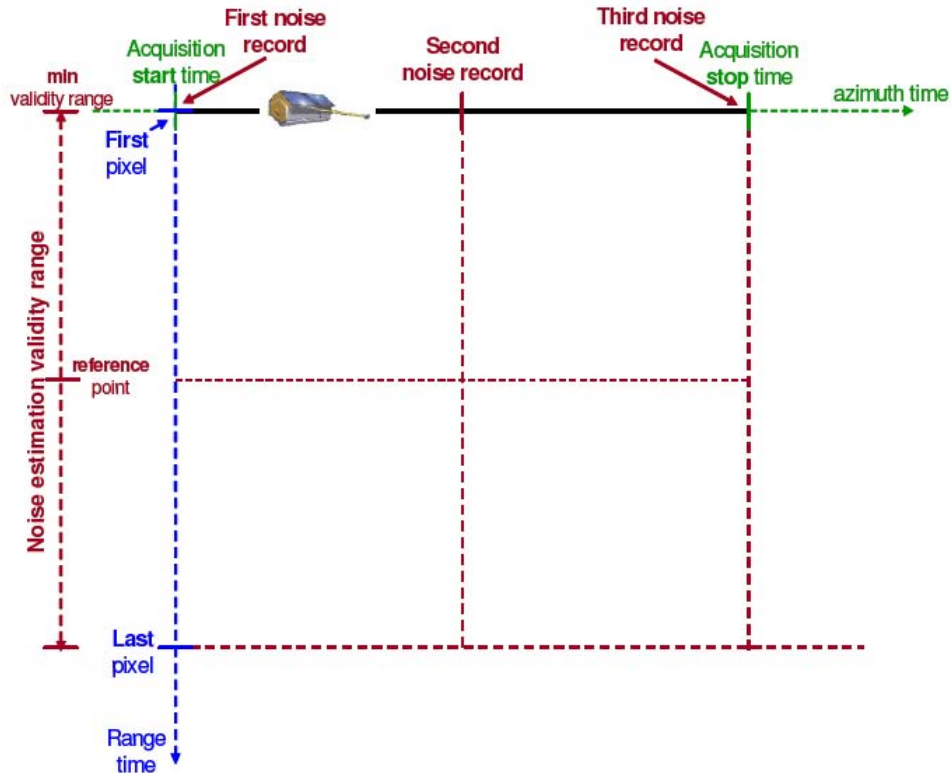 First noise
record
Acquisition
start time
Second
noise record
Third noise
record
Acquisition
stop time
min
validity range
azimuth time
First
pixel
Noise estimation validity range
reference
point
Last
pixel
Range
time